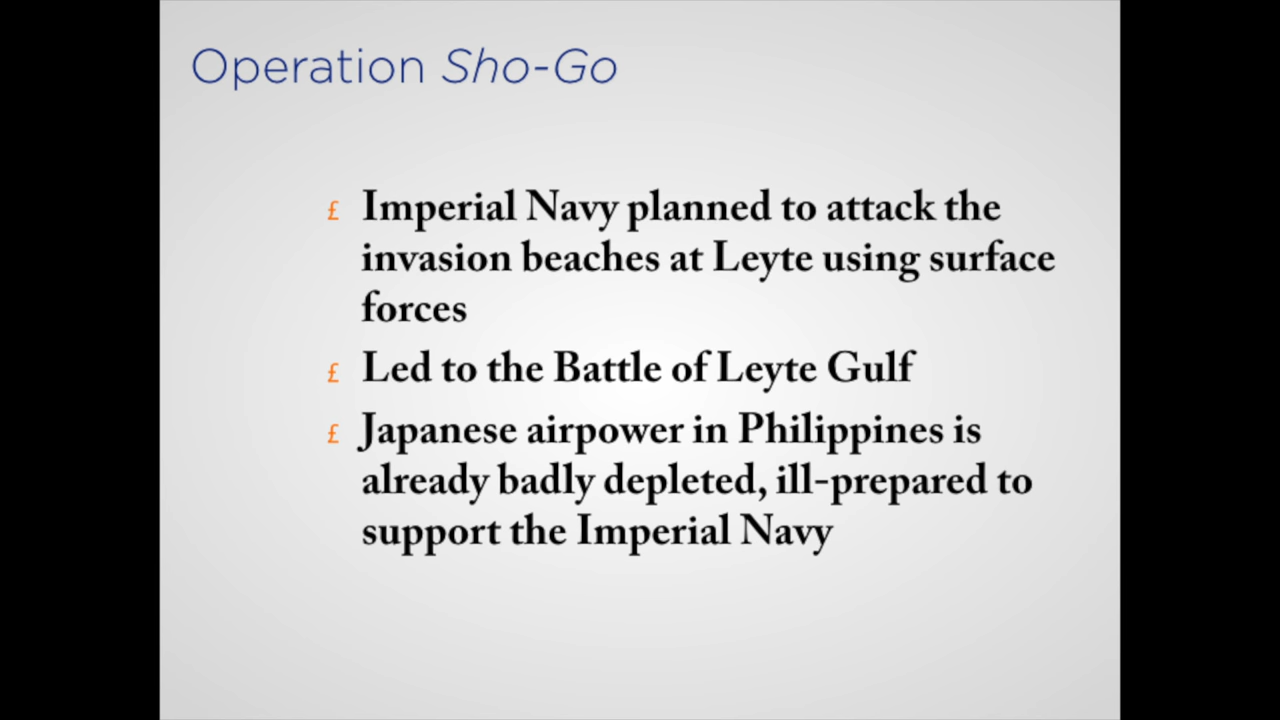 Operation Sho-Go
£ Imperial Navy planned to attack the
invasion beaches at Leyte using surface
forces
£ Led to the Battle of Leyte Gulf
£ Japanese airpower in Philippines is
already badly depleted, ill-prepared to
support the Imperial Navy